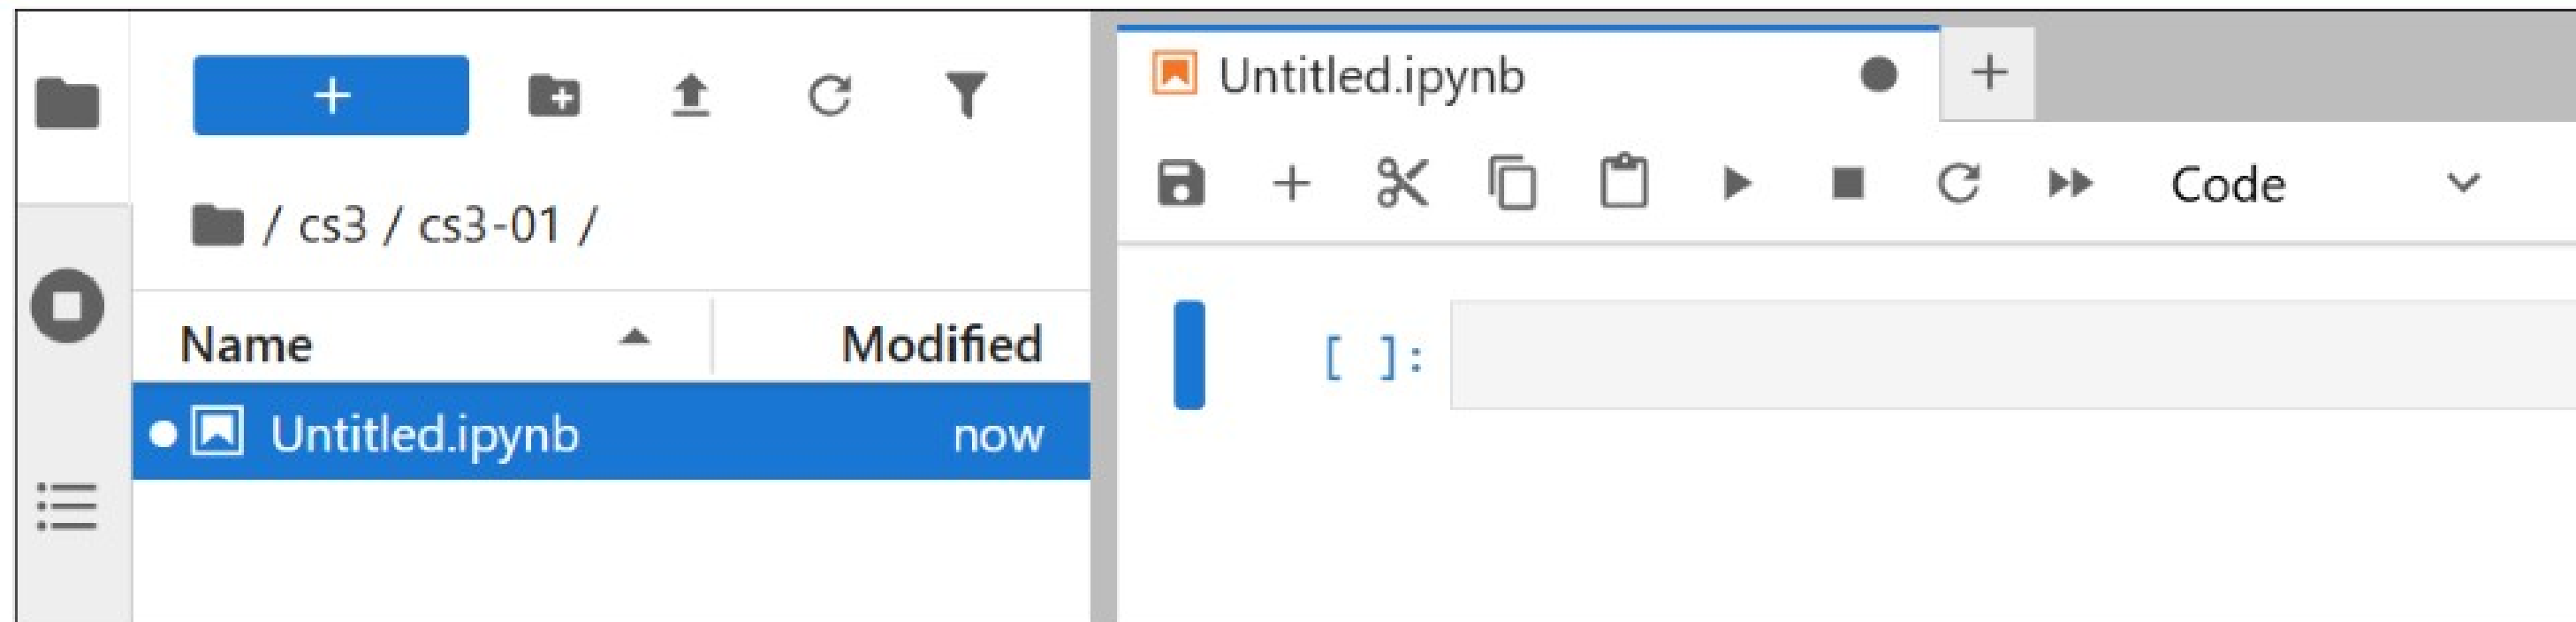 Untitled.ipynb
Code
/ cs3 / cs3-01 /
Name Modified
Untitled.ipynb now
[ ]: